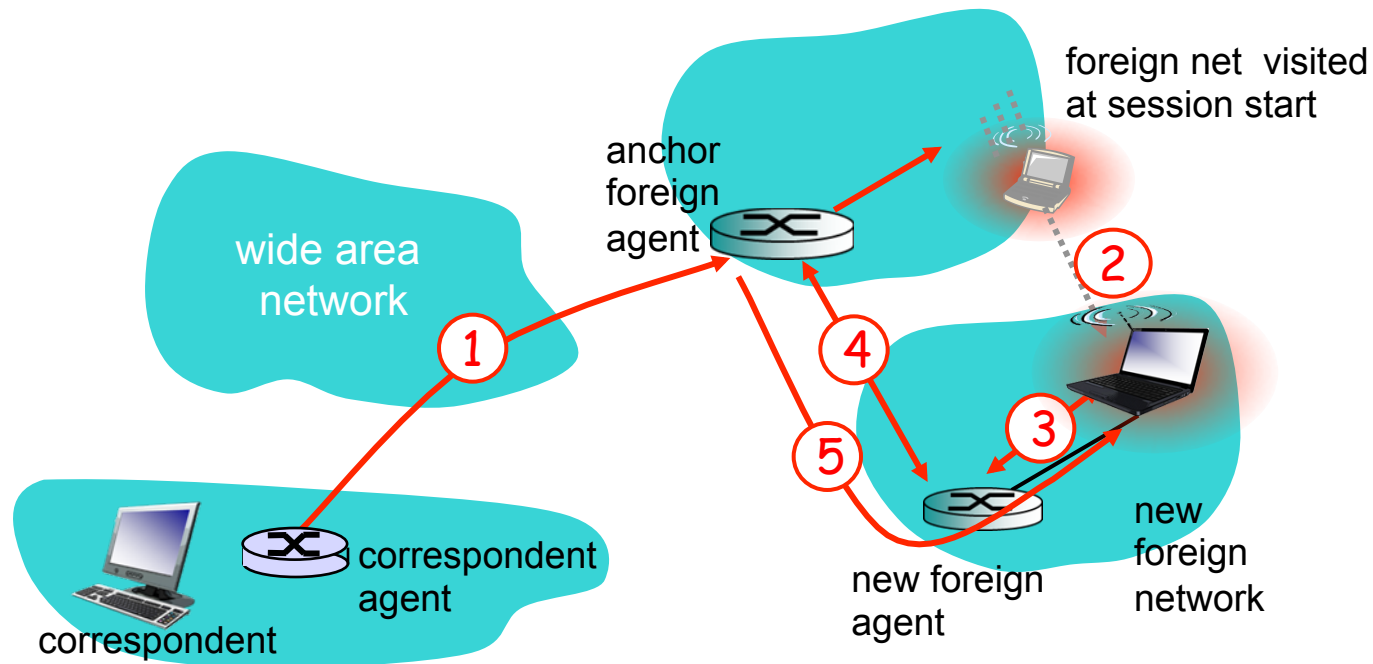 foreign net visited
at session start
anchor
foreign
agent
wide area
network
2
1
4
3
5
correspondent
agent
correspondent
new foreign
agent
new
foreign
network